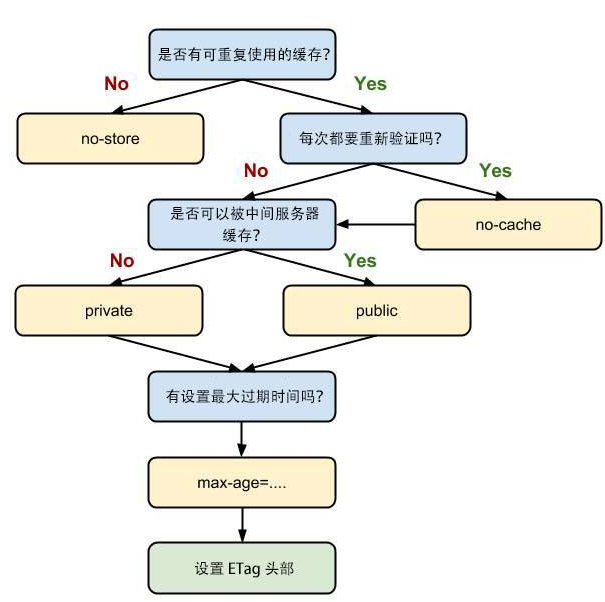 是否有可重复使用的缓存?
No
Yes
no-store
每次都要重新验证吗?
No
Yes
是否可以被中间服务器
缓存?
no-cache
No
Yes
private
public
有设置最大过期时间吗?
max-age=....
设置 ETag 头部